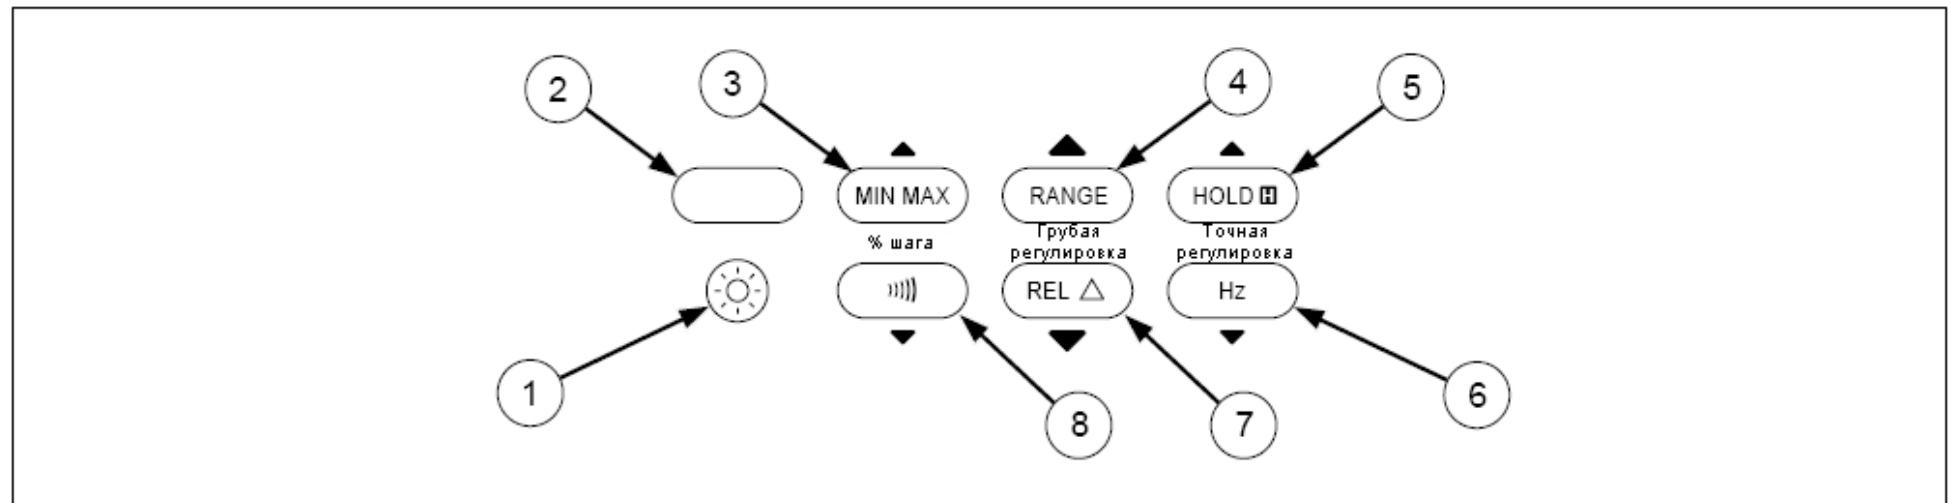 2 3 4 5
MIN MAX RANGE HOLD H
% шага Грубая регулировка Точная регулировка
REL △ Hz
1 8 7 6